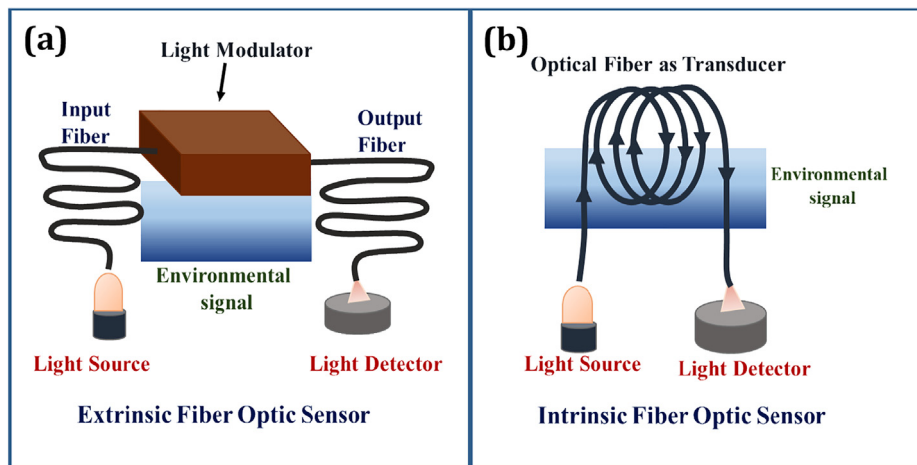 (a)
Light Modulator
Input
Fiber
Output
Fiber
Environmental
signal
Light Source
Light Detector
Extrinsic Fiber Optic Sensor
(b)
Optical Fiber as Transducer
Environmental
signal
Light Source
Light Detector
Intrinsic Fiber Optic Sensor